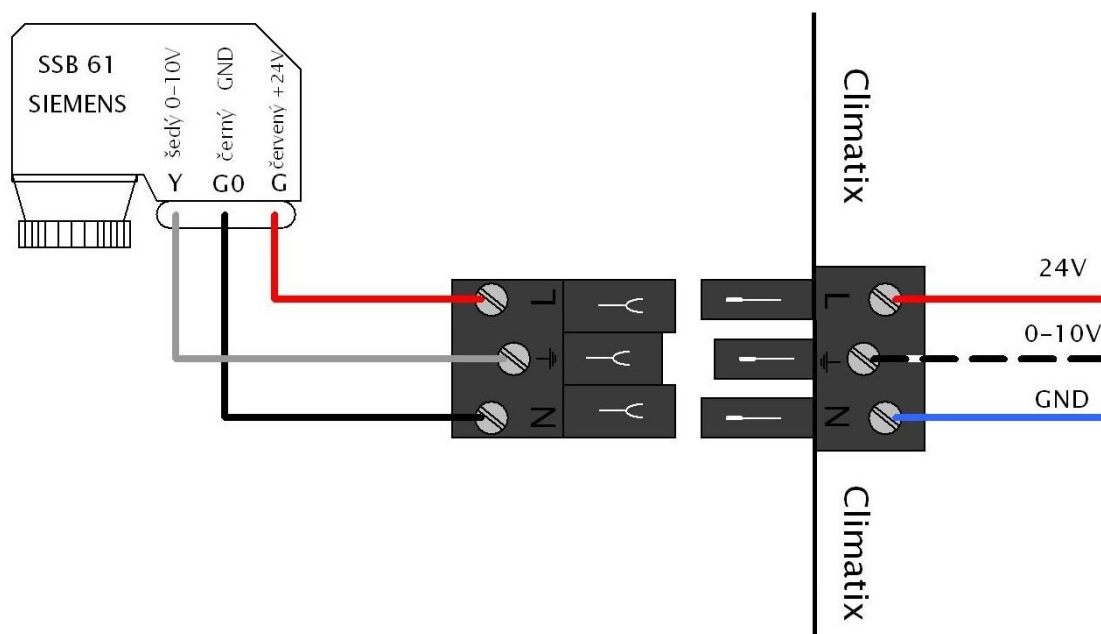 SSB 61
SIEMENS
šedý 0-10V
černý GND
červený +24V
Y G0 G
Climatix
L
N
L
N
24V
0-10V
GND
Climatix